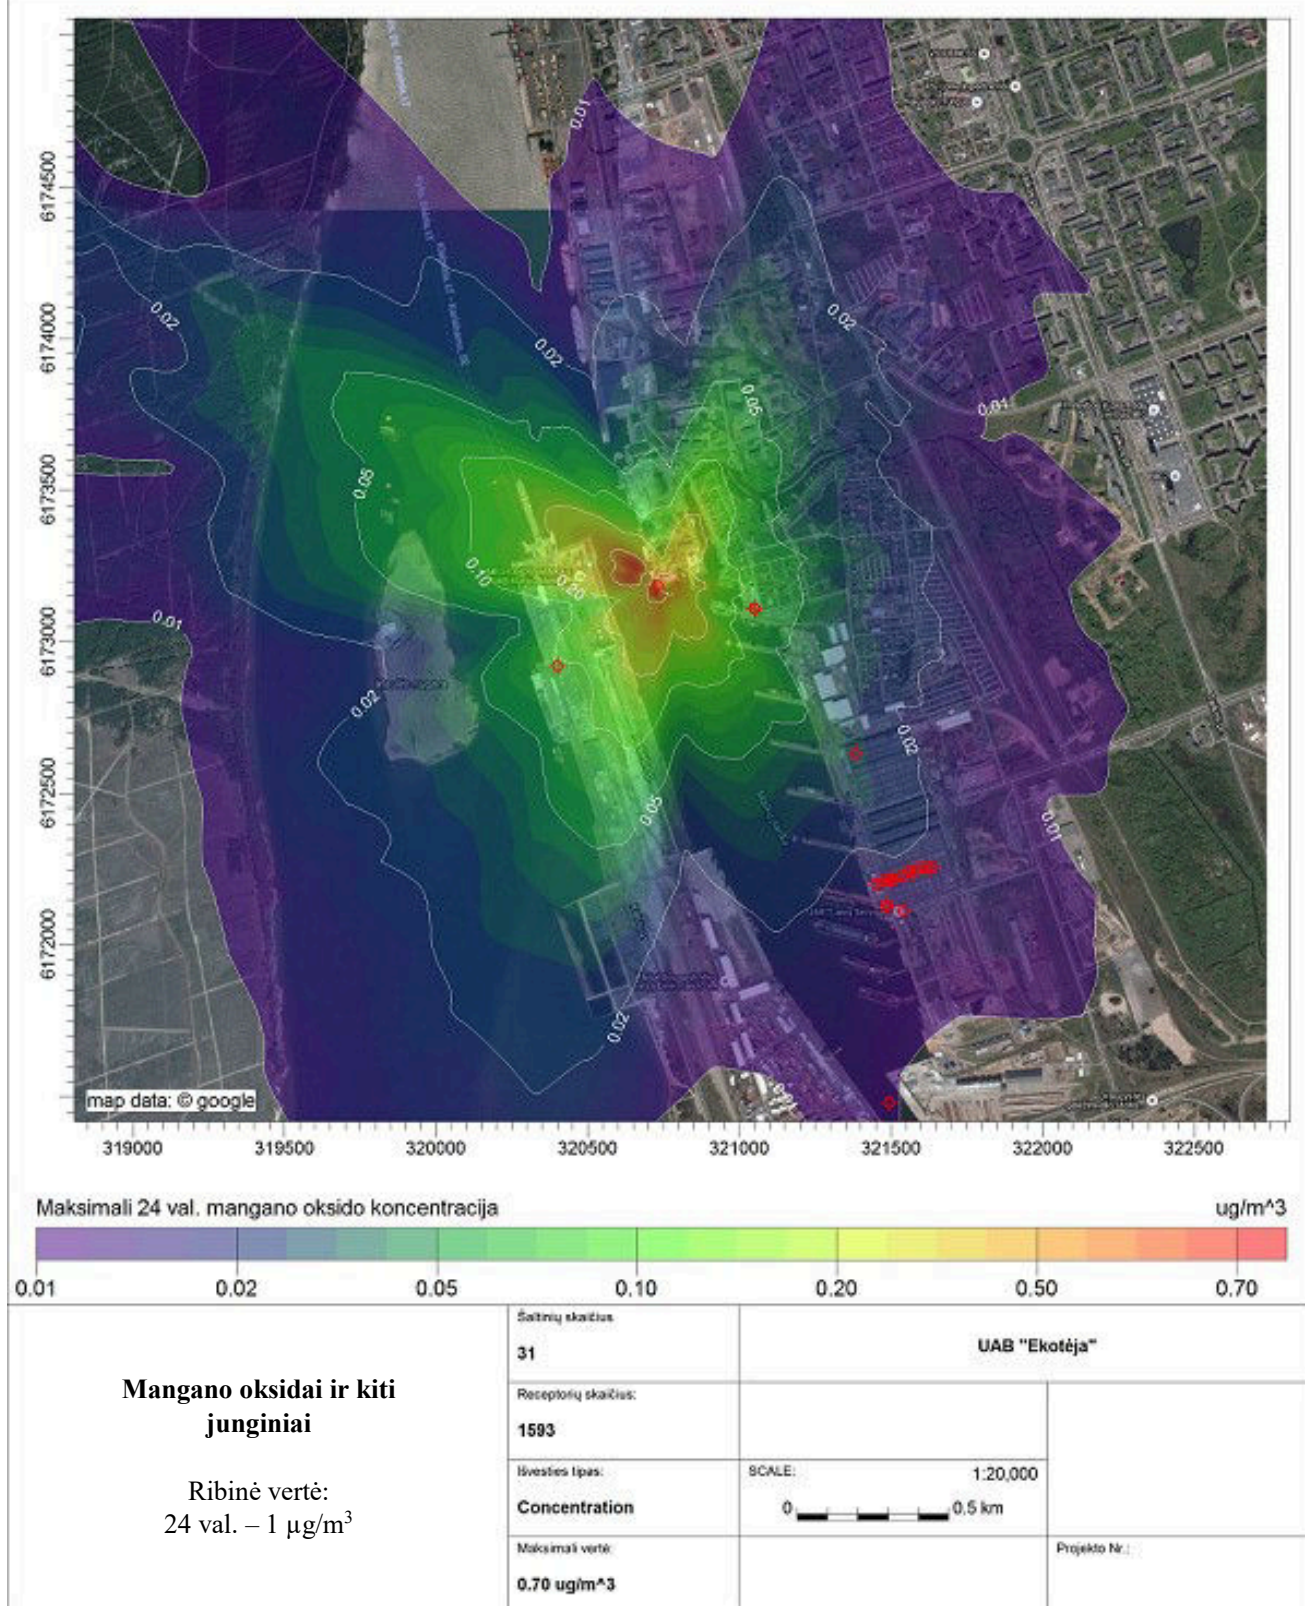 0.01
0.02
0.02
0.02
0.05
0.01
0.05
0.10
0.20
0.01
0.02
0.02
0.05
0.01
0.02
0.01
6174500
6174000
6173500
6173000
6172500
6172000
map data: © google
319000 319500 320000 320500 321000 321500 322000 322500
Maksimali 24 val. mangano oksido koncentracija ug/m^3
0.01 0.02 0.05 0.10 0.20 0.50 0.70
Mangano oksidai ir kiti
junginiai
Ribinė vertė:
24 val. – 1 µg/m³
Šaltinių skaičius
31
UAB "Ekotėja"
Receptorių skaičius:
1593
Išvesties tipas:
Concentration
SCALE: 1:20,000
0 0.5 km
Maksimali vertė:
0.70 ug/m^3
Projekto Nr.: